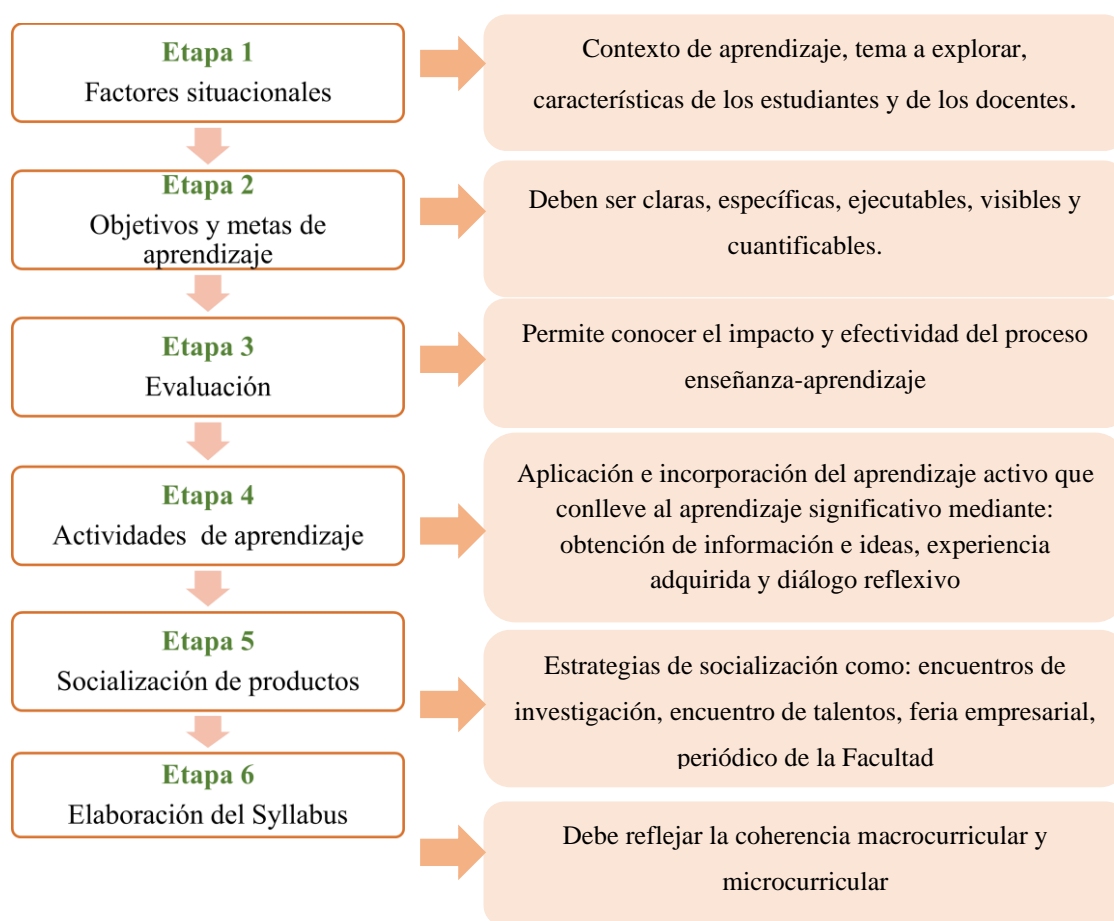 Etapa 1
Factores situacionales
Contexto de aprendizaje, tema a explorar,
características de los estudiantes y de los docentes.
Etapa 2
Objetivos y metas de
aprendizaje
Deben ser claras, específicas, ejecutables, visibles y
cuantificables.
Etapa 3
Evaluación
Permite conocer el impacto y efectividad del proceso
enseñanza-aprendizaje
Etapa 4
Actividades de aprendizaje
Aplicación e incorporación del aprendizaje activo que
conlleve al aprendizaje significativo mediante:
obtención de información e ideas, experiencia
adquirida y diálogo reflexivo
Etapa 5
Socialización de productos
Estrategias de socialización como: encuentros de
investigación, encuentro de talentos, feria empresarial,
periódico de la Facultad
Etapa 6
Elaboración del Syllabus
Debe reflejar la coherencia macrocurricular y
microcurricular